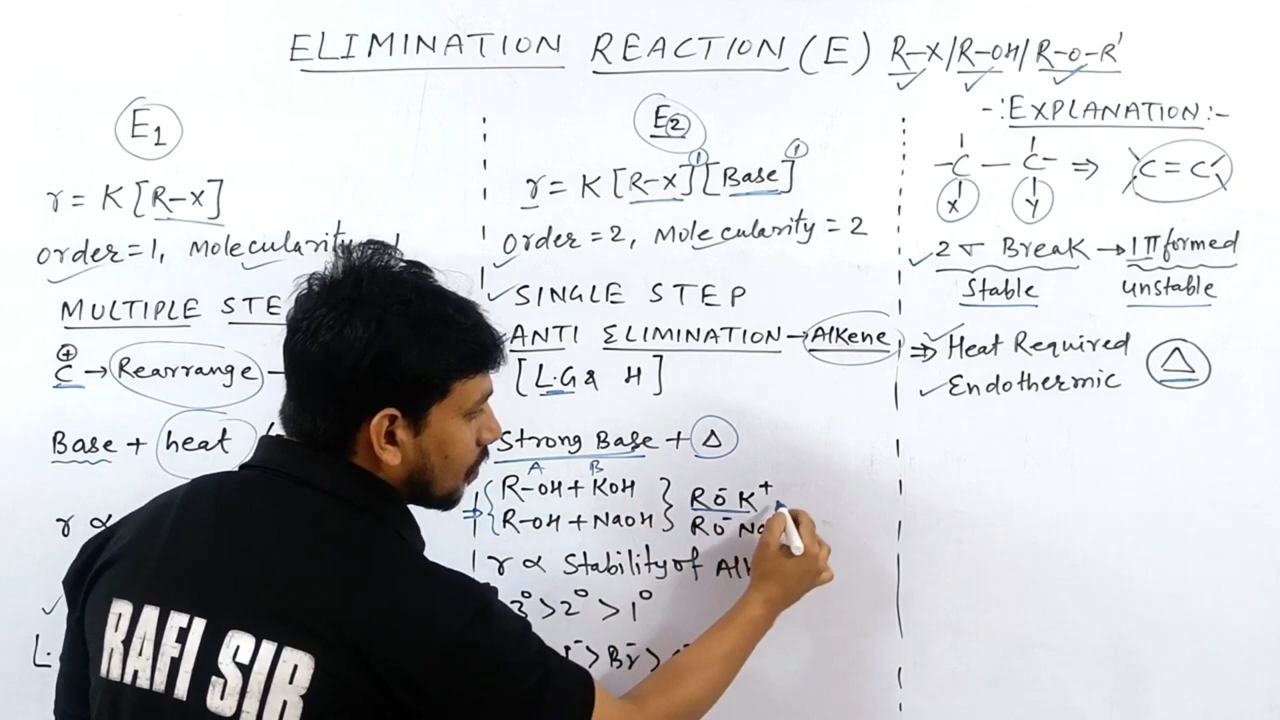 ELIMINATION REACTION (E) R-X/R-OH/R-O-R'
E1
r = K [R-X]
Order=1, Molecularity
MULTIPLE STE
⊕
C → Rearrange -
Base + heat
r ∝
L.
E2
r = K [R-X]¹ [Base]¹
Order=2, Molecularity = 2
SINGLE STEP
ANTI ELIMINATION → Alkene
[L.G & H]
Strong Base + Δ
A B
R-OH + KOH } RO⁻ K⁺
⇒ R-OH + NaOH } RO⁻ Na
r ∝ Stability of Al
3° > 2° > 1°
I⁻ > Br⁻ >
-: EXPLANATION :-
-C — C- ⇒ C = C
X Y
2 σ Break → 1 π formed
Stable unstable
⇒ Heat Required
Endothermic Δ
RAFI SIR